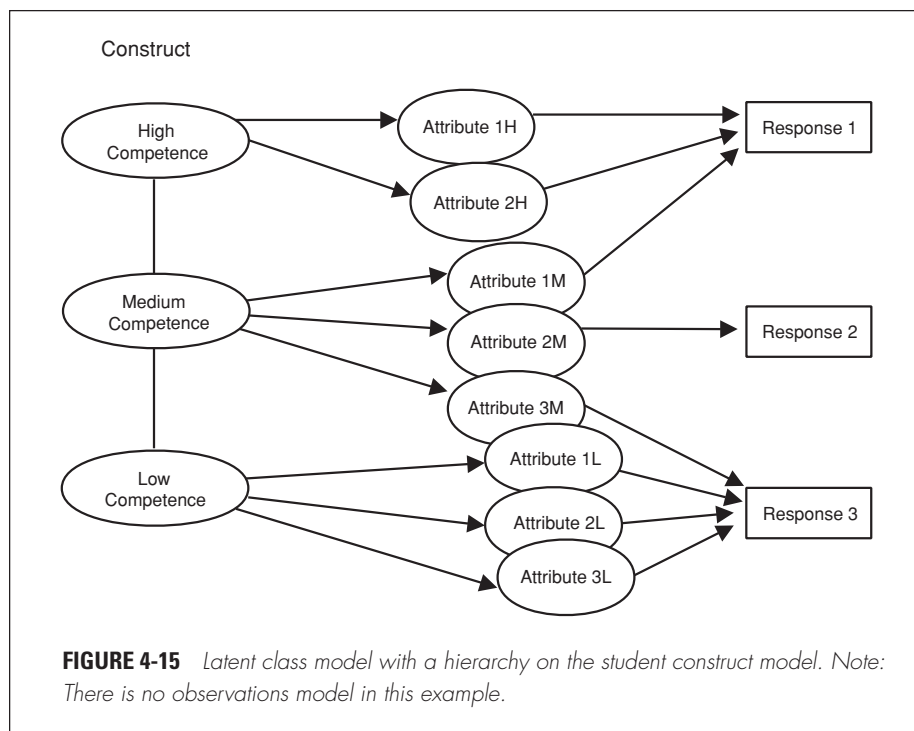 Construct
High
Competence
Attribute 1H
Response 1
Attribute 2H
Medium
Competence
Attribute 1M
Attribute 2M
Response 2
Attribute 3M
Low
Competence
Attribute 1L
Attribute 2L
Response 3
Attribute 3L
FIGURE 4-15 Latent class model with a hierarchy on the student construct model. Note:
There is no observations model in this example.